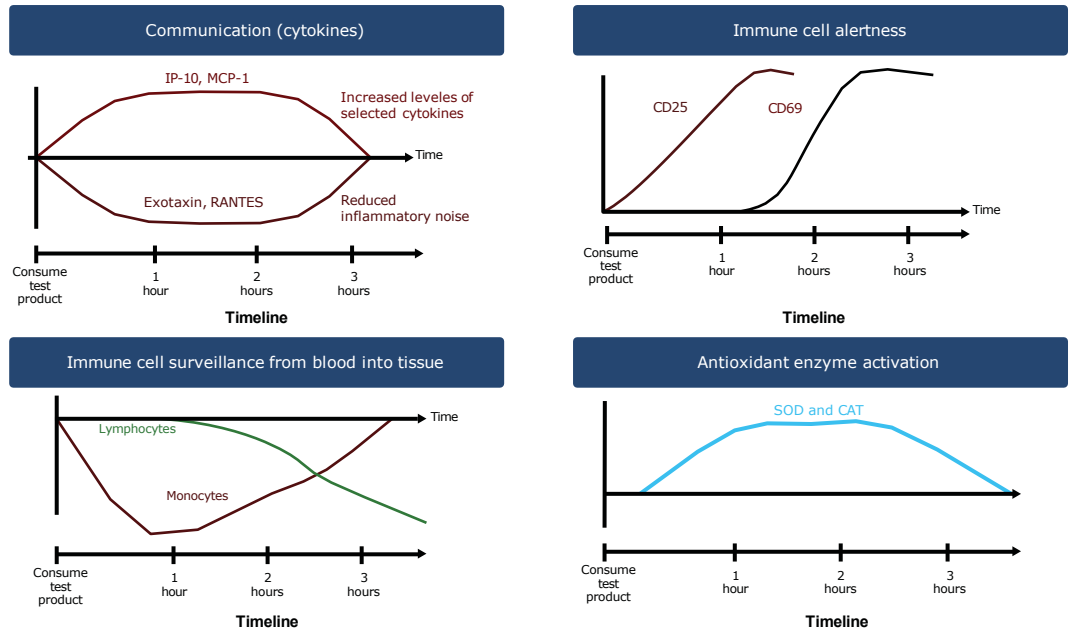 Communication (cytokines)
IP-10, MCP-1
Increased leveles of
selected cytokines
Time
Exotaxin, RANTES
Reduced
inflammatory noise
Consume
test
product
1
hour
2
hours
3
hours
Timeline
Immune cell alertness
CD25
CD69
Time
Consume
test
product
1
hour
2
hours
3
hours
Timeline
Immune cell surveillance from blood into tissue
Time
Lymphocytes
Monocytes
Consume
test
product
1
hour
2
hours
3
hours
Timeline
Antioxidant enzyme activation
SOD and CAT
Consume
test
product
1
hour
2
hours
3
hours
Timeline